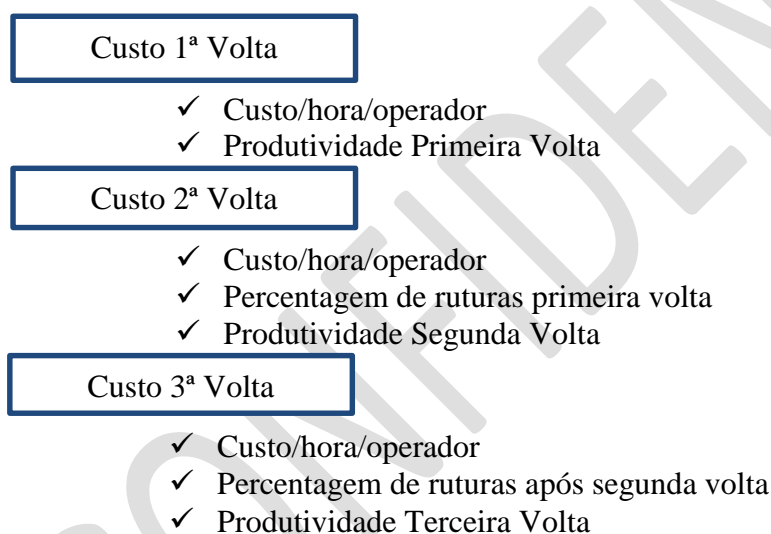 Custo 1ª Volta
✓ Custo/hora/operador
✓ Produtividade Primeira Volta
Custo 2ª Volta
✓ Custo/hora/operador
✓ Percentagem de ruturas primeira volta
✓ Produtividade Segunda Volta
Custo 3ª Volta
✓ Custo/hora/operador
✓ Percentagem de ruturas após segunda volta
✓ Produtividade Terceira Volta